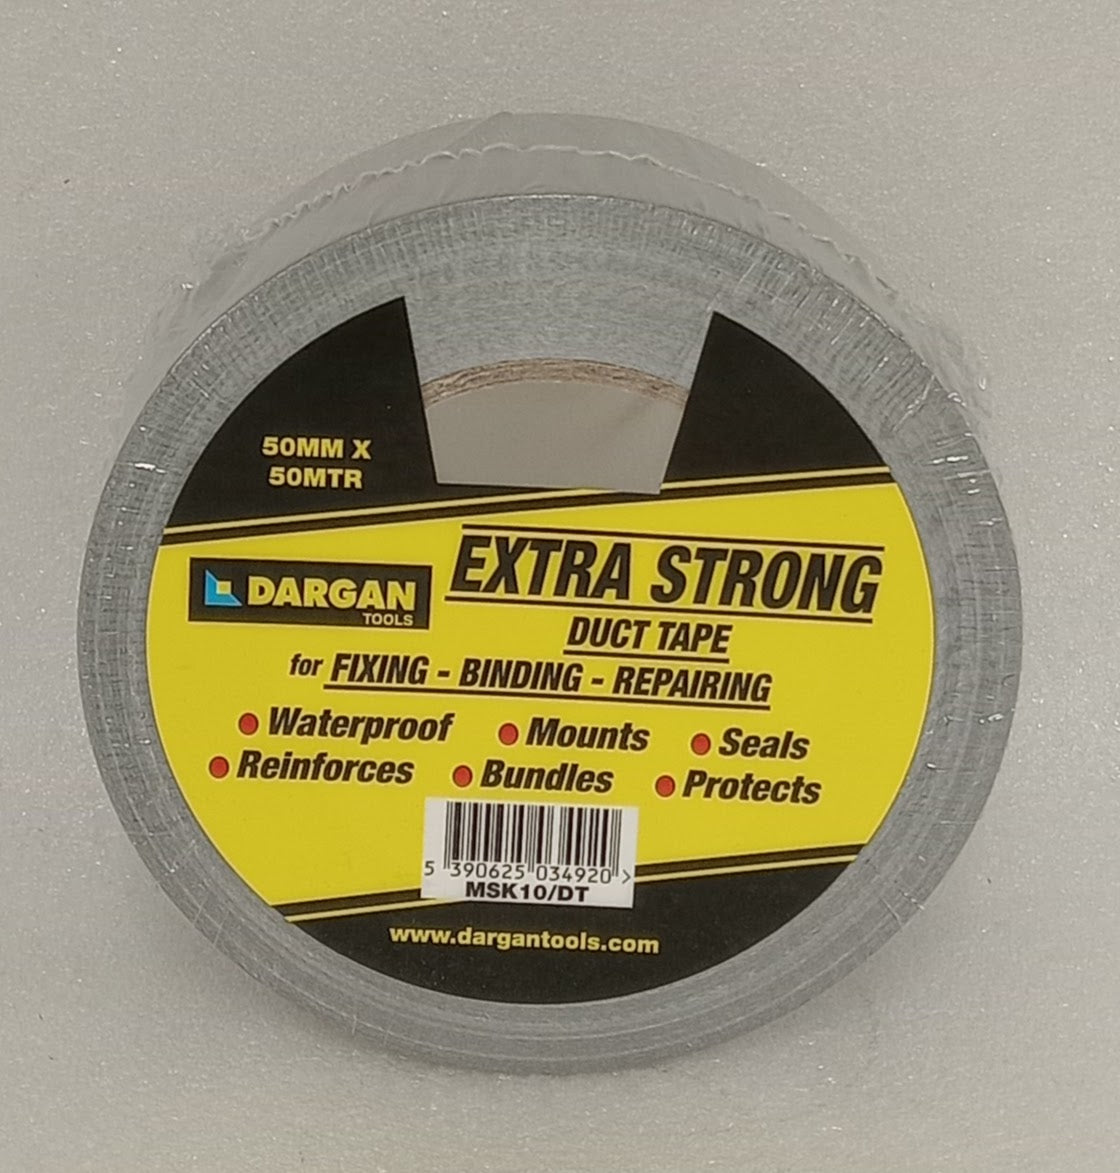 50MM X
50MTR
DARGAN
TOOLS
EXTRA STRONG
DUCT TAPE
for FIXING - BINDING - REPAIRING
Waterproof Mounts Seals
Reinforces Bundles Protects
5 390625 034920 >
MSK10/DT
www.dargantools.com